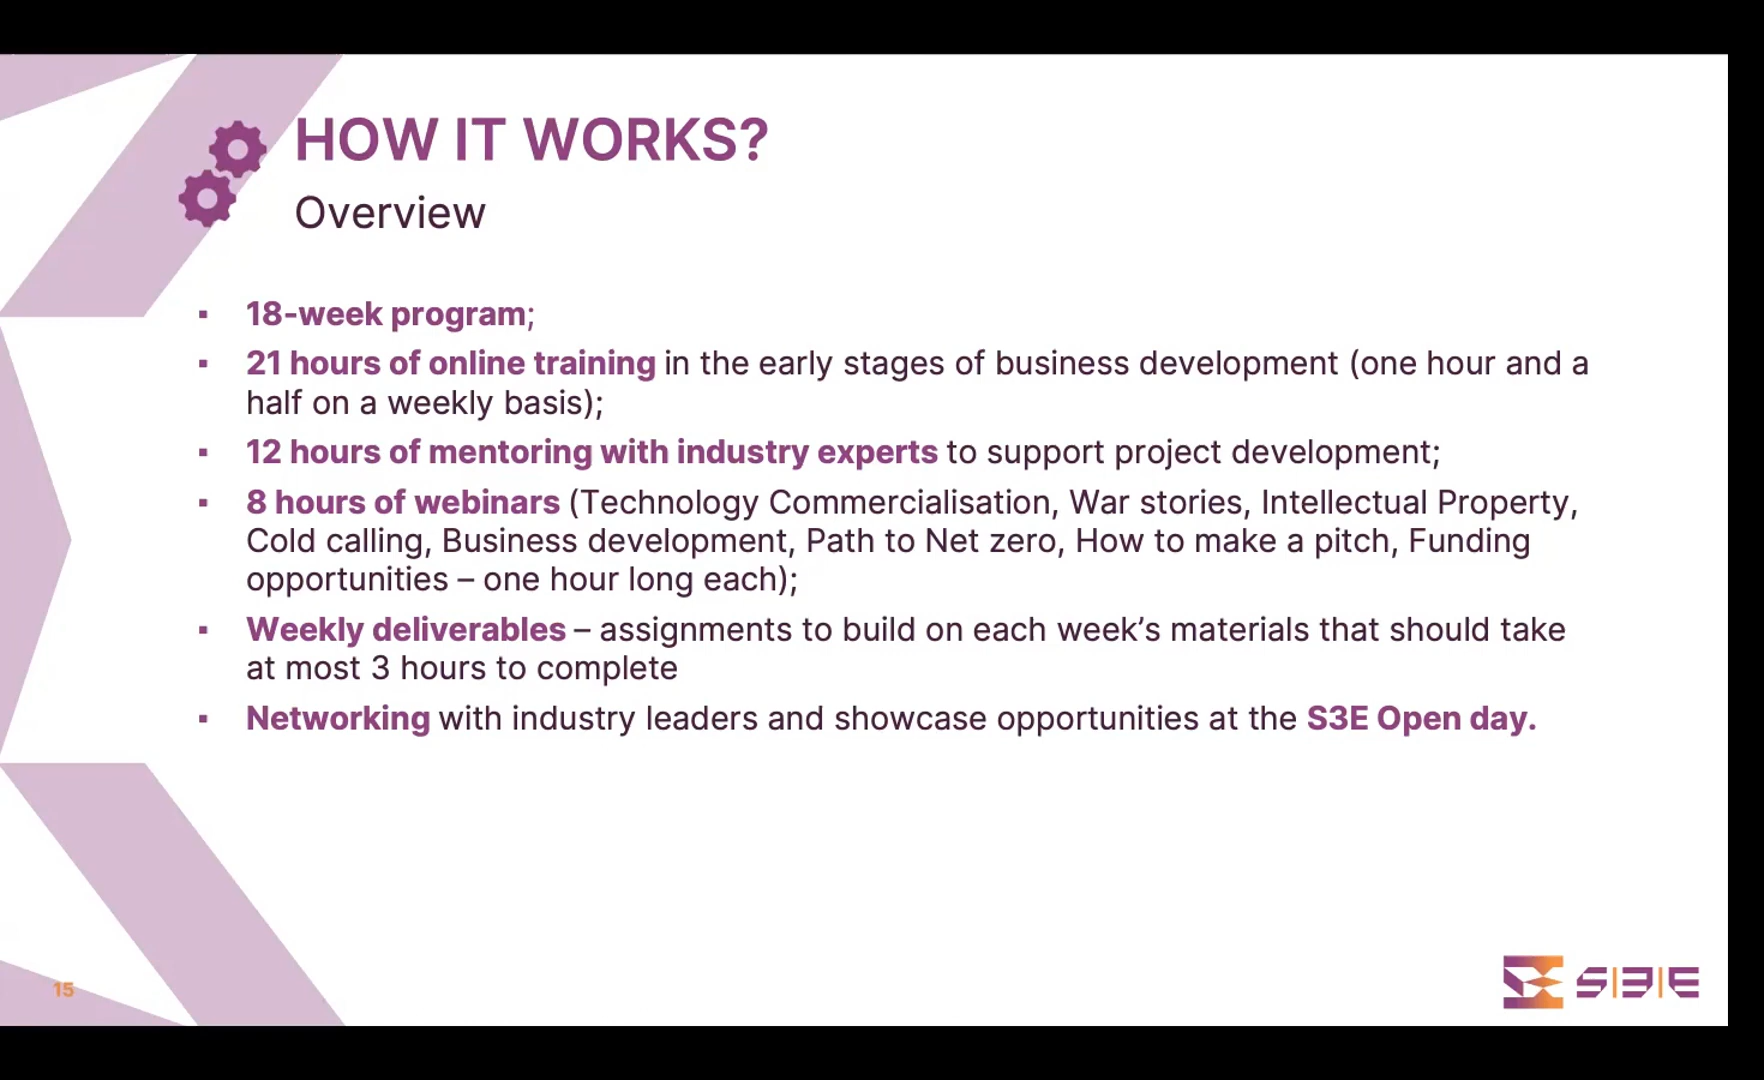 HOW IT WORKS?
Overview
▪ 18-week program;
▪ 21 hours of online training in the early stages of business development (one hour and a
half on a weekly basis);
▪ 12 hours of mentoring with industry experts to support project development;
▪ 8 hours of webinars (Technology Commercialisation, War stories, Intellectual Property,
Cold calling, Business development, Path to Net zero, How to make a pitch, Funding
opportunities – one hour long each);
▪ Weekly deliverables – assignments to build on each week’s materials that should take
at most 3 hours to complete
▪ Networking with industry leaders and showcase opportunities at the S3E Open day.
15
S|3|E